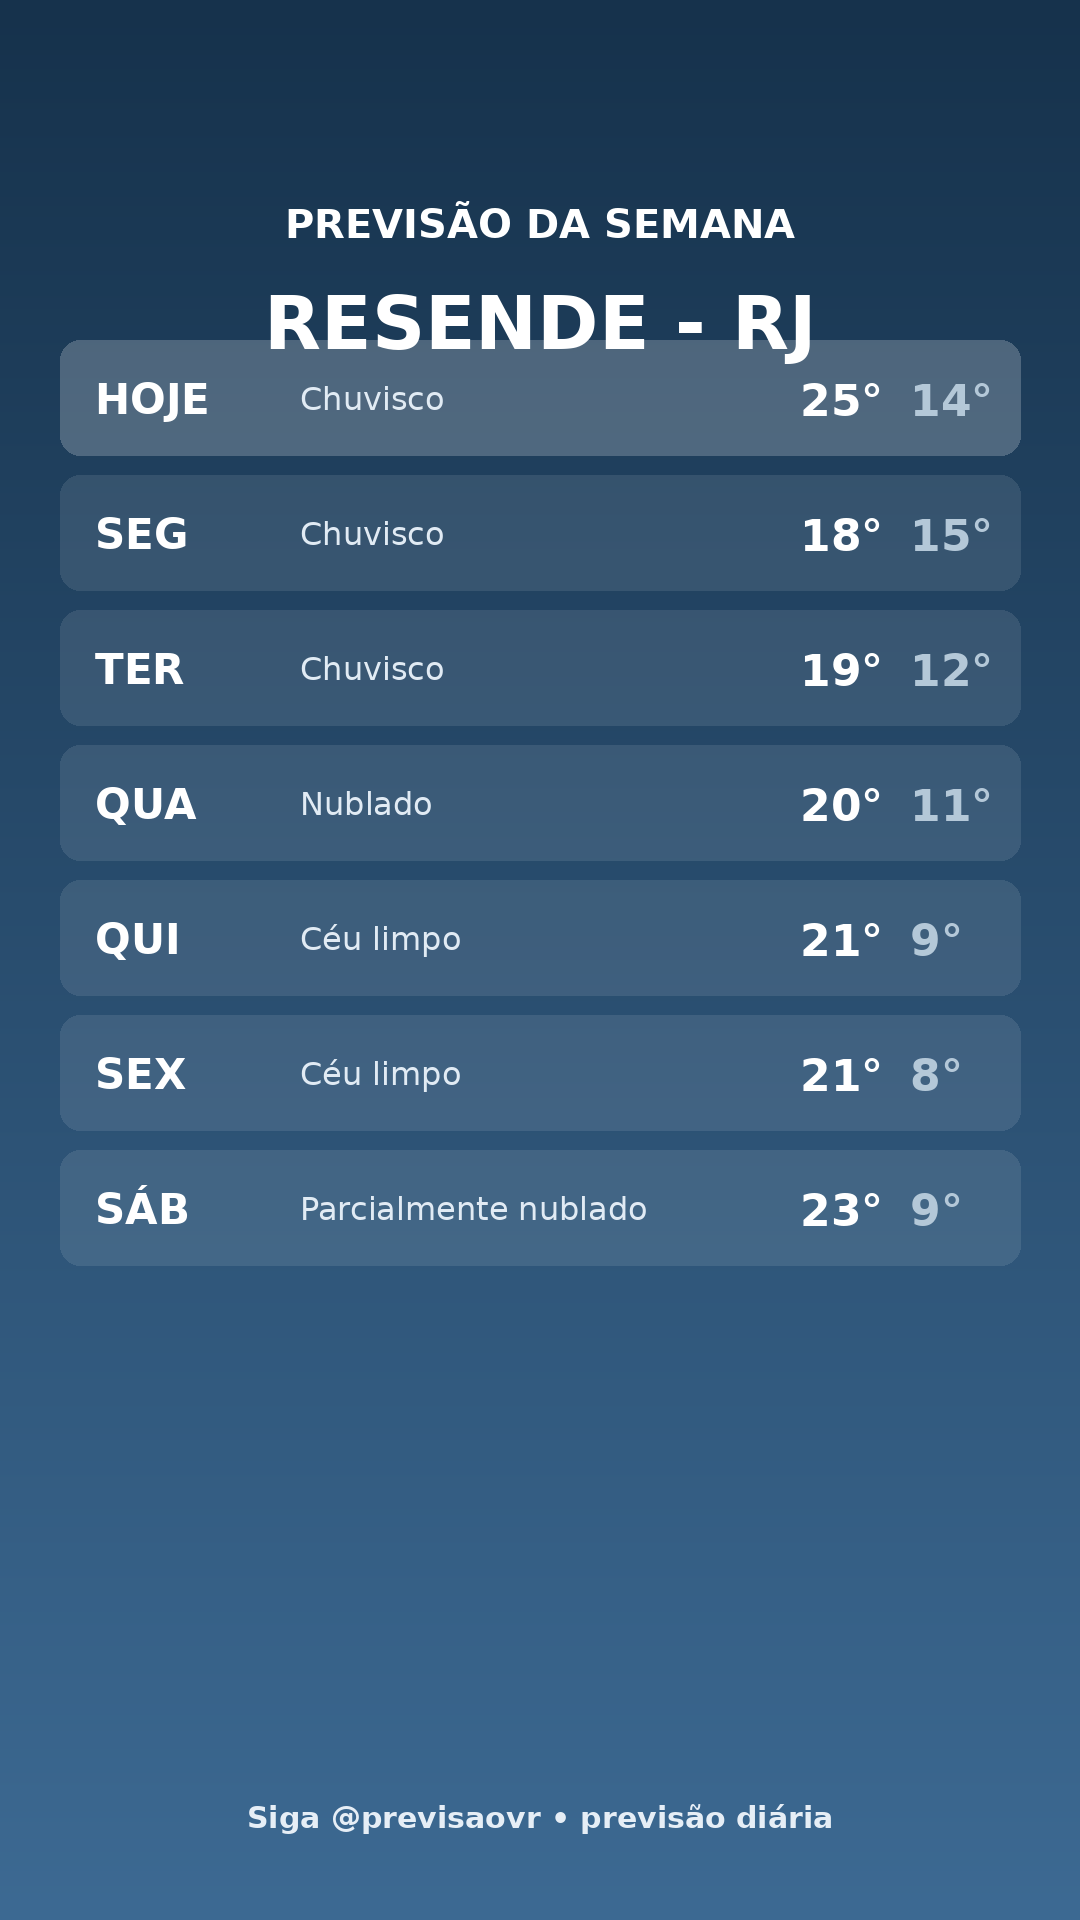 PREVISÃO DA SEMANA
RESENDE - RJ
HOJE Chuvisco 25° 14°
SEG Chuvisco 18° 15°
TER Chuvisco 19° 12°
QUA Nublado 20° 11°
QUI Céu limpo 21° 9°
SEX Céu limpo 21° 8°
SÁB Parcialmente nublado 23° 9°
Siga @previsaovr • previsão diária